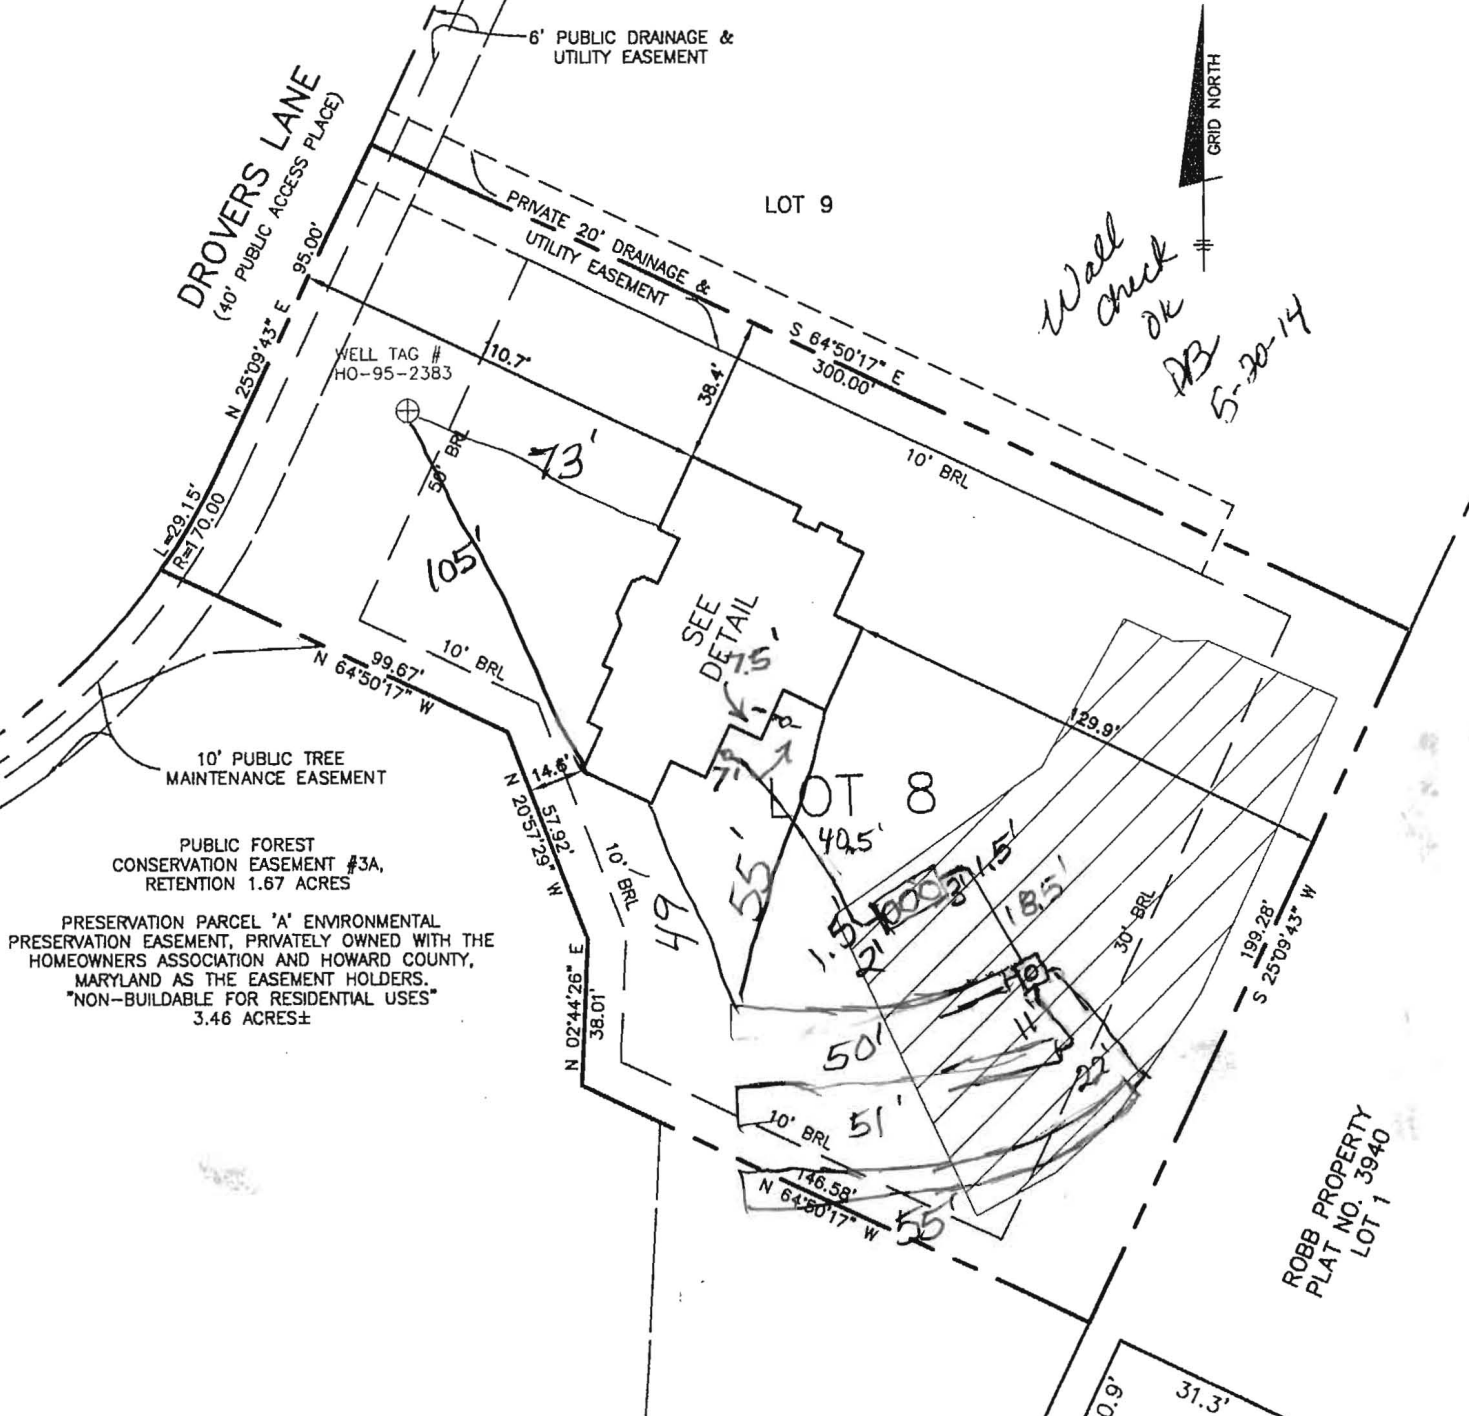 6' PUBLIC DRAINAGE &
UTILITY EASEMENT
DROVERS LANE
(40' PUBLIC ACCESS PLACE)
GRID NORTH
LOT 9
PRIVATE 20' DRAINAGE &
UTILITY EASEMENT
Wall
check
OK
5-30-14
95.00'
N 25°09'43" E
S 64°50'17" E
300.00'
WELL TAG #
HO-95-2383
10.7'
38.4'
50' BRL
73'
10' BRL
L=29.15'
R=170.00
105'
SEE
DETAIL
7.5'
10' BRL
99.67'
N 64°50'17" W
129.9'
10' PUBLIC TREE
MAINTENANCE EASEMENT
14.6'
7'
LOT 8
57.92'
N 20°57'29" W
40.5'
PUBLIC FOREST
CONSERVATION EASEMENT #3A,
RETENTION 1.67 ACRES
10' BRL
55'
49
1.5'
3'
18.5'
1.5
2'
30' BRL
199.28'
S 25°09'43" W
PRESERVATION PARCEL 'A' ENVIRONMENTAL
PRESERVATION EASEMENT, PRIVATELY OWNED WITH THE
HOMEOWNERS ASSOCIATION AND HOWARD COUNTY,
MARYLAND AS THE EASEMENT HOLDERS.
"NON-BUILDABLE FOR RESIDENTIAL USES"
3.46 ACRES±
N 02°44'26" E
38.01'
50'
11'
22'
51'
10' BRL
146.58'
N 64°50'17" W
55'
ROBB PROPERTY
PLAT NO. 3940
LOT 1
0.9'
31.3'